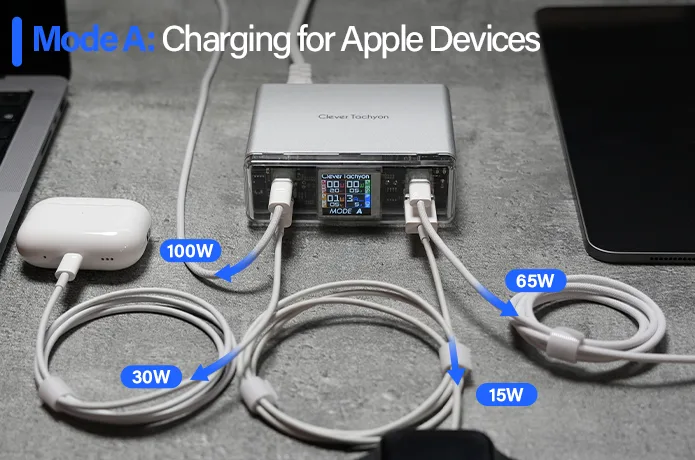 Mode A: Charging for Apple Devices
Clever Tachyon
Clever Tachyon
MODE A
100W
65W
30W
15W